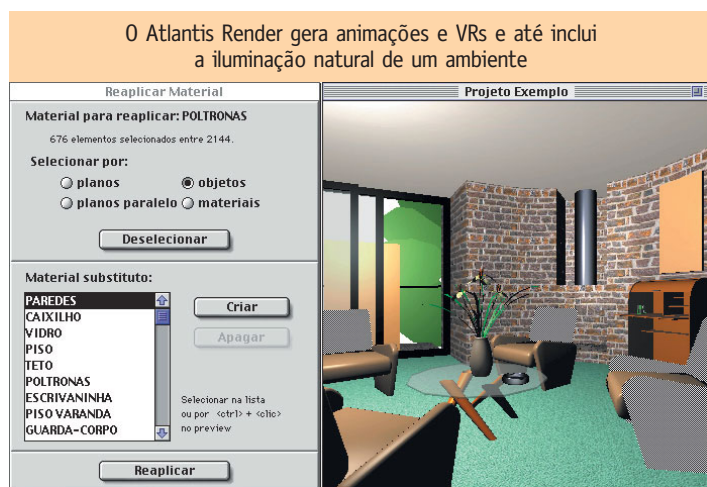 O Atlantis Render gera animações e VRs e até inclui
a iluminação natural de um ambiente
Reaplicar Material
Material para reaplicar: POLTRONAS
676 elementos selecionados entre 2144.
Selecionar por:
planos
objetos
planos paralelo
materiais
Deselecionar
Material substituto:
PAREDES
CAIXILHO
VIDRO
PISO
TETO
POLTRONAS
ESCRIVANINHA
PISO VARANDA
GUARDA-CORPO
Criar
Apagar
Selecionar na lista
ou por <ctrl> + <clic>
no preview
Reaplicar
Projeto Exemplo